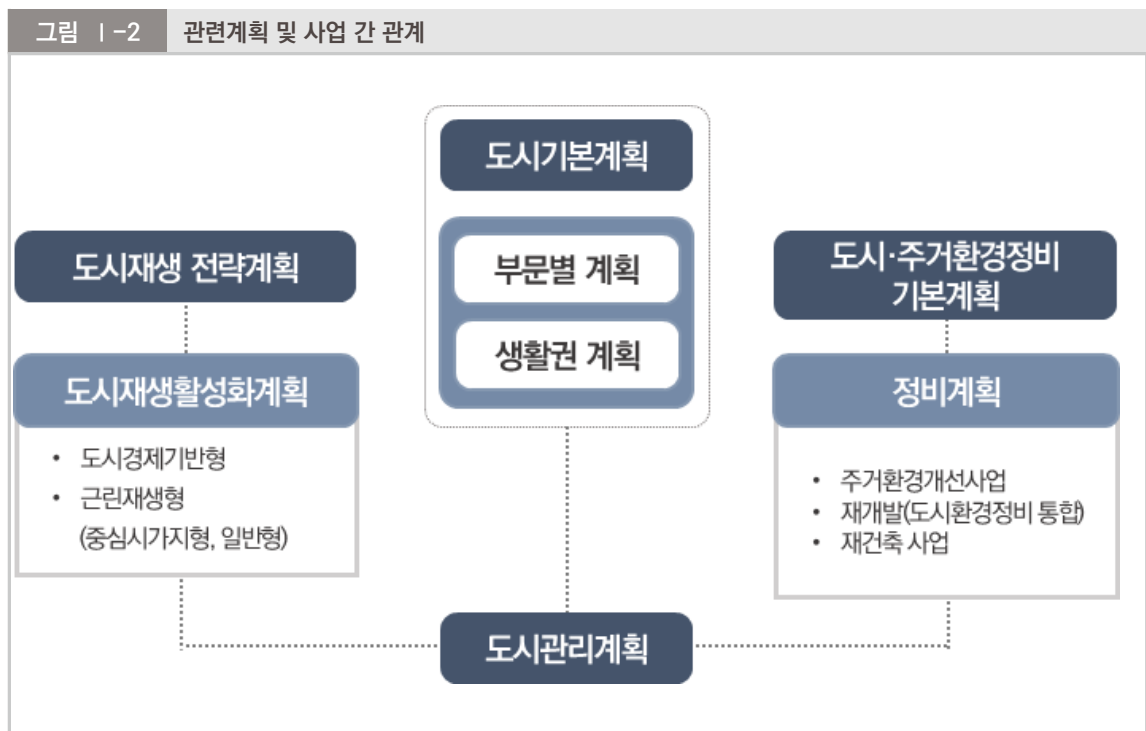 그림 Ⅰ-2 관련계획 및 사업 간 관계
도시기본계획
부문별 계획
생활권 계획
도시재생 전략계획
도시재생활성화계획
• 도시경제기반형
• 근린재생형
(중심시가지형, 일반형)
도시·주거환경정비
기본계획
정비계획
• 주거환경개선사업
• 재개발(도시환경정비 통합)
• 재건축 사업
도시관리계획